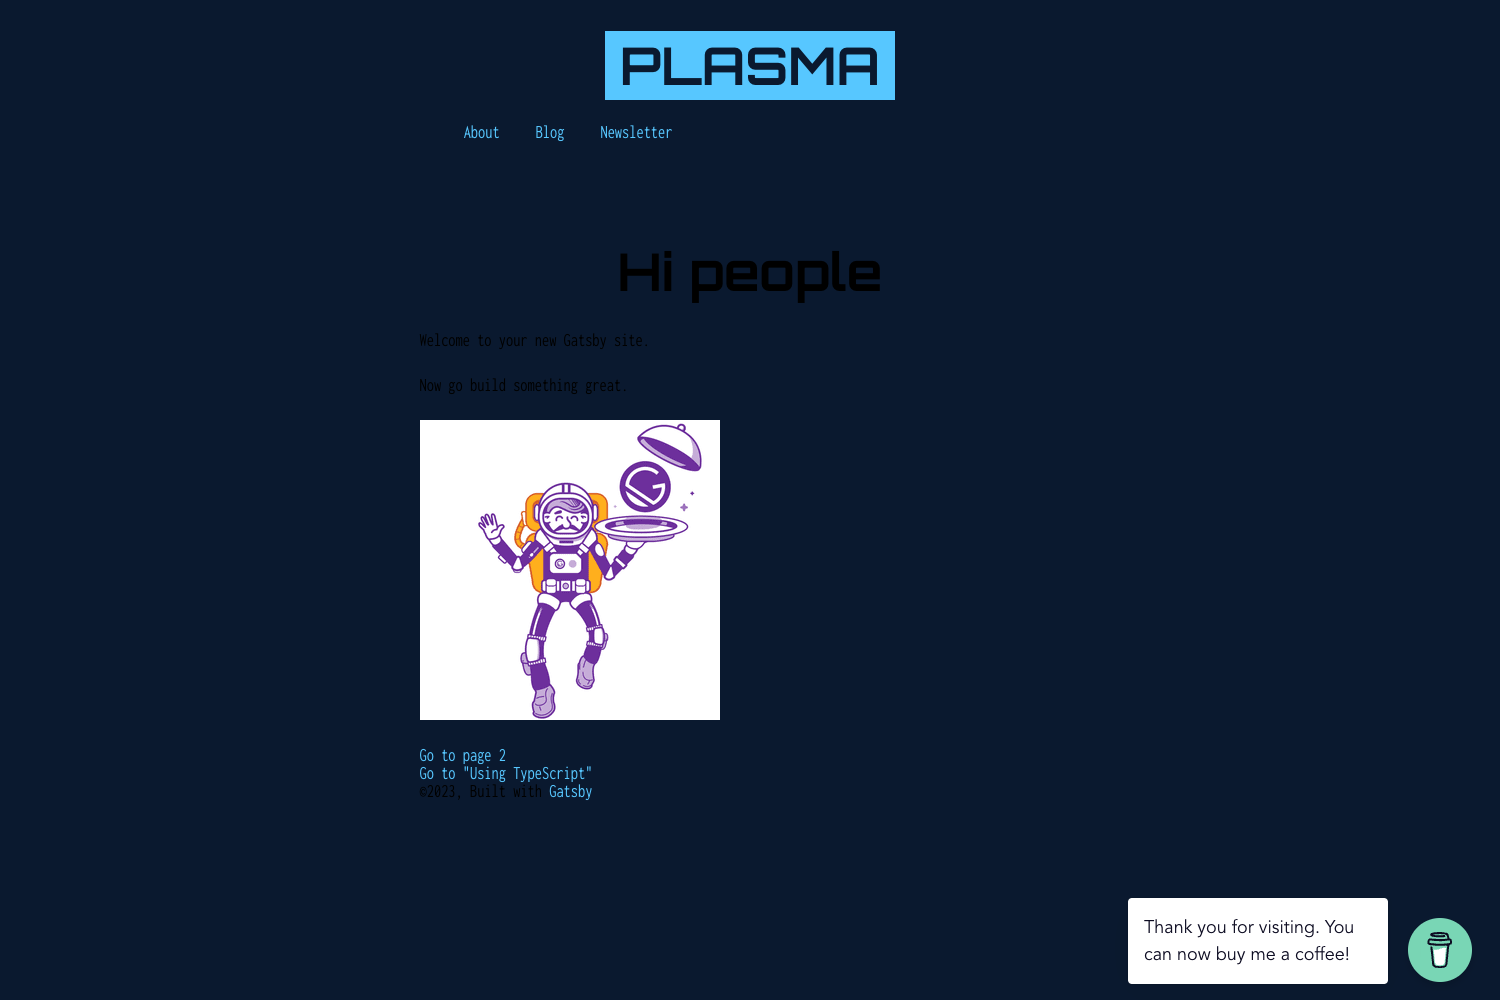 PLASMA
About Blog Newsletter
Hi people
Welcome to your new Gatsby site.
Now go build something great.
Go to page 2
Go to "Using TypeScript"
©2023, Built with Gatsby
Thank you for visiting. You
can now buy me a coffee!